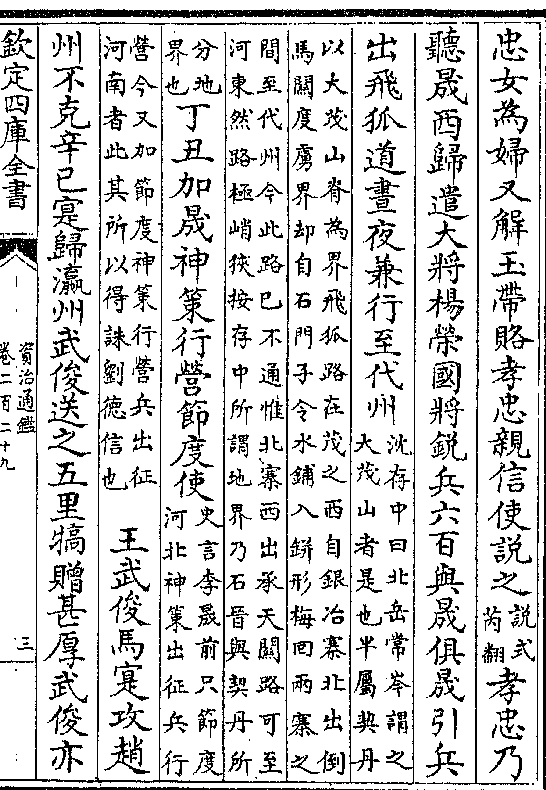 忠女為婦又解玉帶賂孝忠親信使説之説式芮翻孝忠乃
聽晟西歸遣大將楊榮國將鋭兵六百與晟俱晟引兵
出飛狐道晝夜兼行至代州沈存中曰北岳常岑謂之
大茂山者是也半屬契丹
以大茂山脊為界飛狐路在茂之西自銀冶寨北出倒
馬關度虜界却自石門子令水鋪入缾形梅回兩寨之
間至代州今此路已不通惟北寨西出承天闗路可至
河東然路極峭狹按存中所謂地界乃石晉與契丹所
分地界也丁丑加晟神策行營節度使史言李晟前只節度
河北神策出征兵行
營今又加節度神策行營兵出征
河南者此其所以得誅劉德信也王武俊馬寔攻趙
州不克辛巳寔歸瀛州武俊送之五里犒贈甚厚武俊亦
欽定四庫全書
資治通鑑
卷二百二十九
三